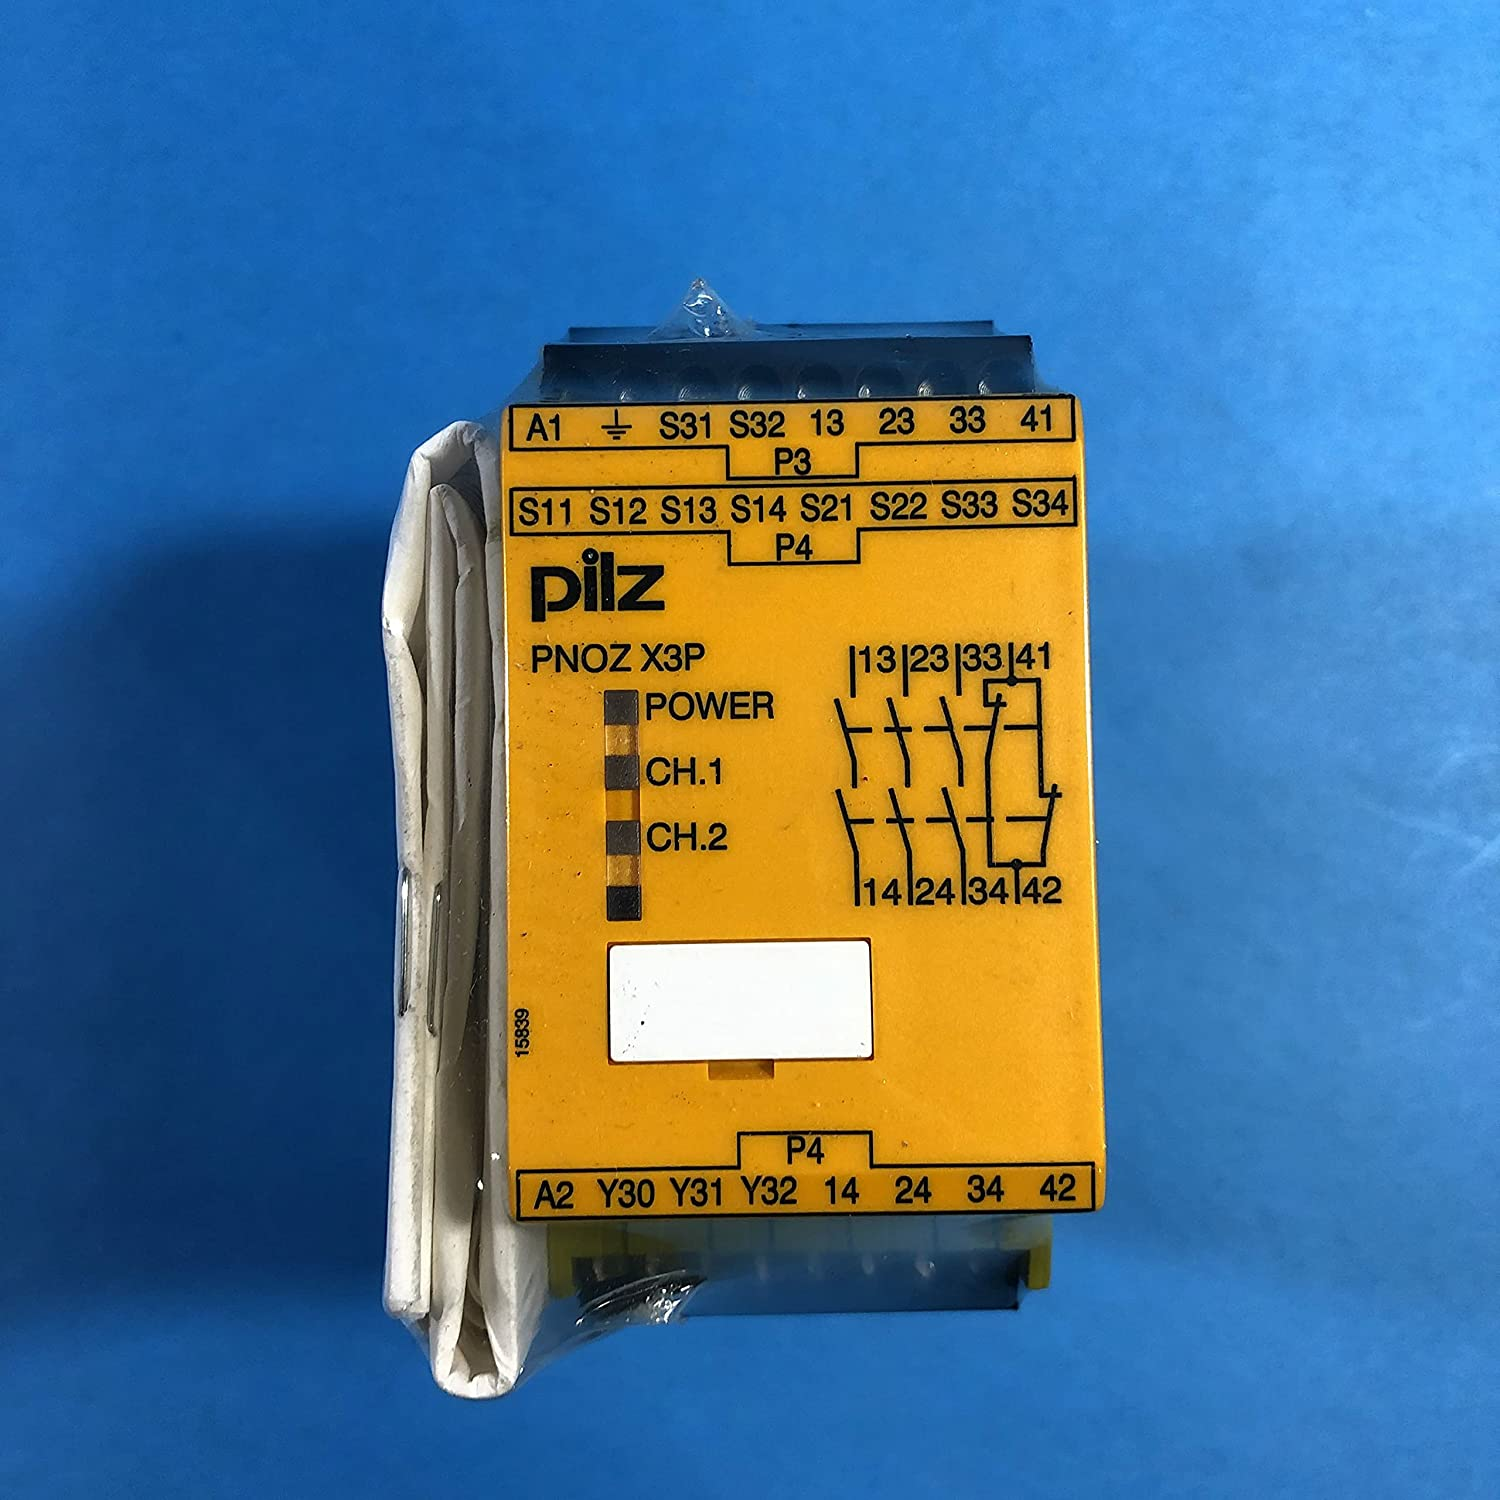 A1 ⏚ S31 S32 13 23 33 41
P3
S11 S12 S13 S14 S21 S22 S33 S34
P4
pilz
PNOZ X3P
13 23 33 41
POWER
CH.1
CH.2
14 24 34 42
15839
P4
A2 Y30 Y31 Y32 14 24 34 42